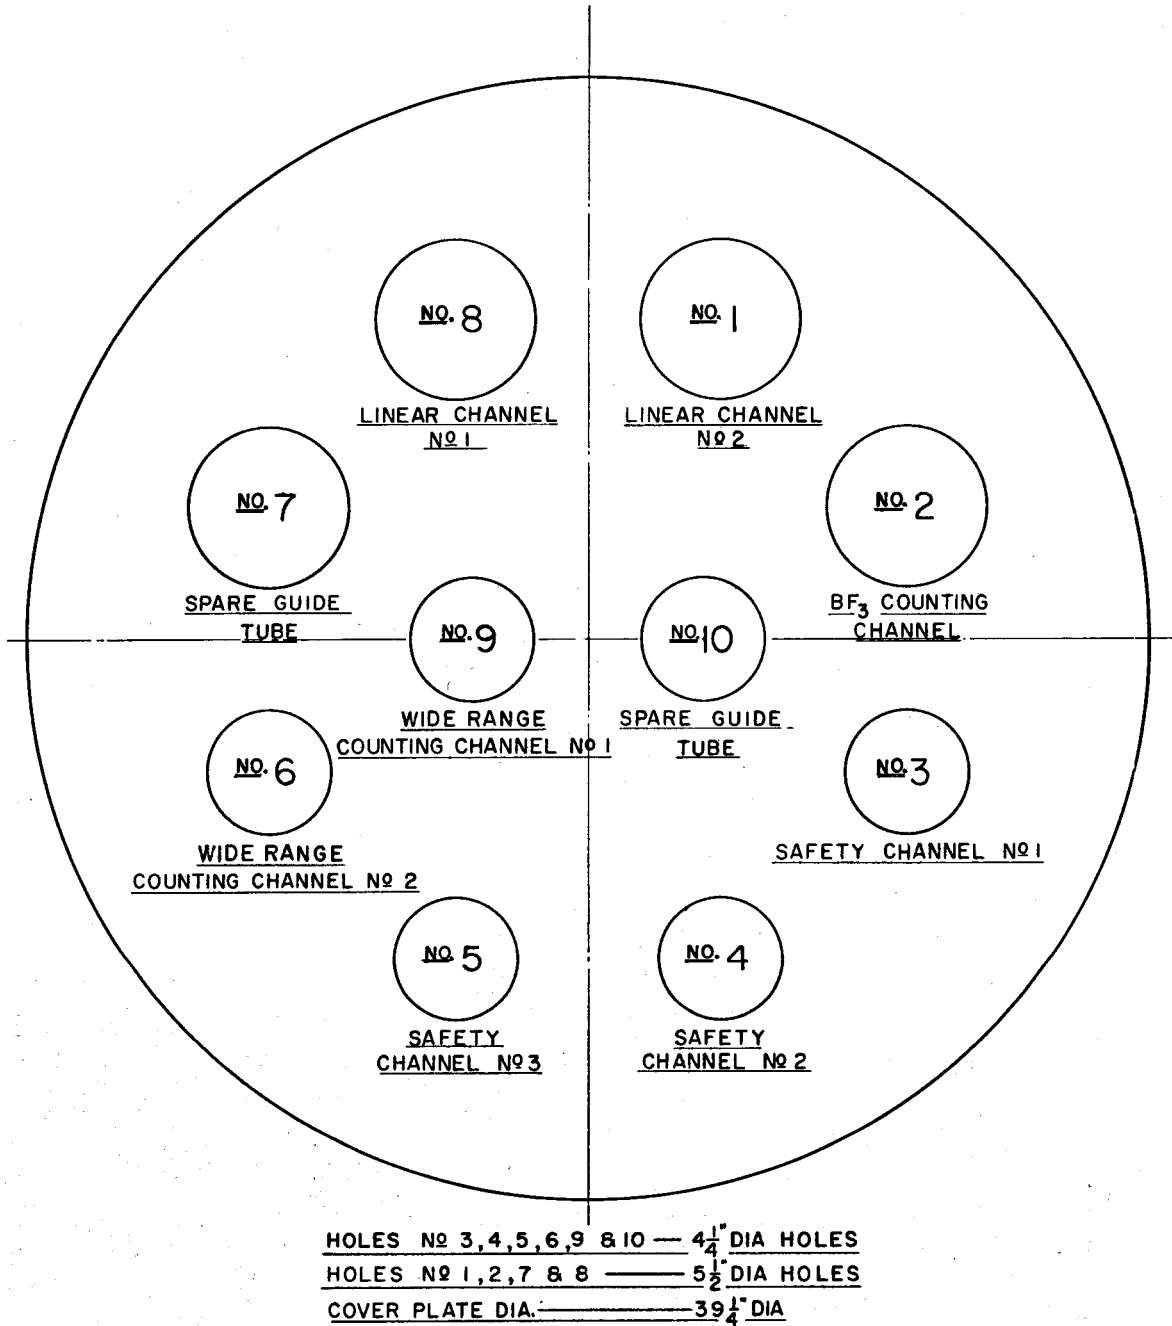 NO. 8
LINEAR CHANNEL
Nº 1
NO. 1
LINEAR CHANNEL
Nº 2
NO. 7
SPARE GUIDE
TUBE
NO. 2
BF₃ COUNTING
CHANNEL
NO. 9
WIDE RANGE
COUNTING CHANNEL Nº 1
NO. 10
SPARE GUIDE
TUBE
NO. 6
WIDE RANGE
COUNTING CHANNEL Nº 2
NO. 3
SAFETY CHANNEL Nº 1
NO. 5
SAFETY
CHANNEL Nº 3
NO. 4
SAFETY
CHANNEL Nº 2
HOLES Nº 3,4,5,6,9 & 10 — 4 1/4" DIA HOLES
HOLES Nº 1,2,7 & 8 — 5 1/2" DIA HOLES
COVER PLATE DIA. — 39 1/4" DIA